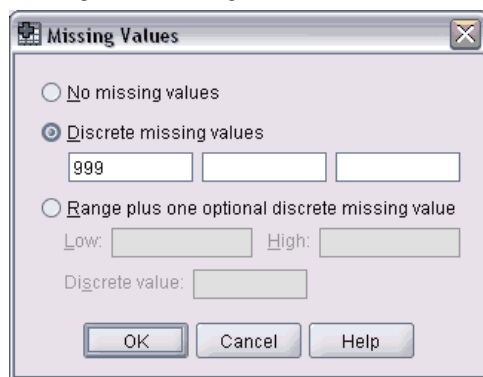 Missing Values
No missing values
Discrete missing values
999
Range plus one optional discrete missing value
Low: High:
Discrete value:
OK Cancel Help